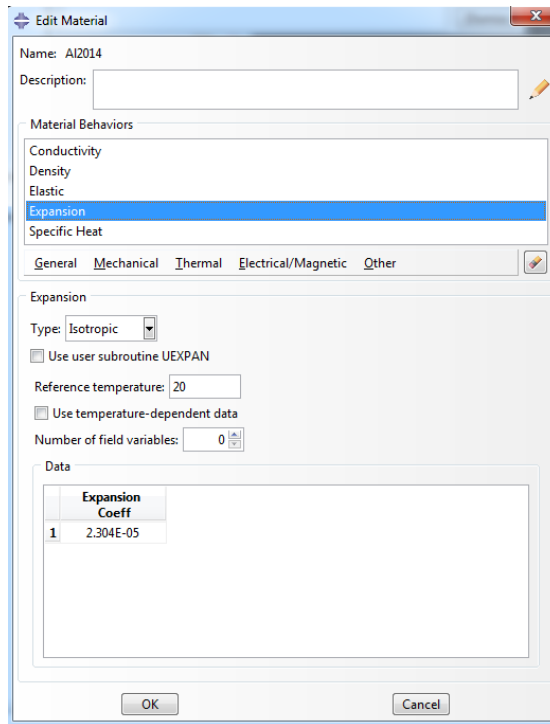 Edit Material
Name: Al2014
Description:
Material Behaviors
Conductivity
Density
Elastic
Expansion
Specific Heat
General Mechanical Thermal Electrical/Magnetic Other
Expansion
Type: Isotropic
Use user subroutine UEXPAN
Reference temperature: 20
Use temperature-dependent data
Number of field variables: 0
Data
Expansion
Coeff
1 2.304E-05
OK Cancel